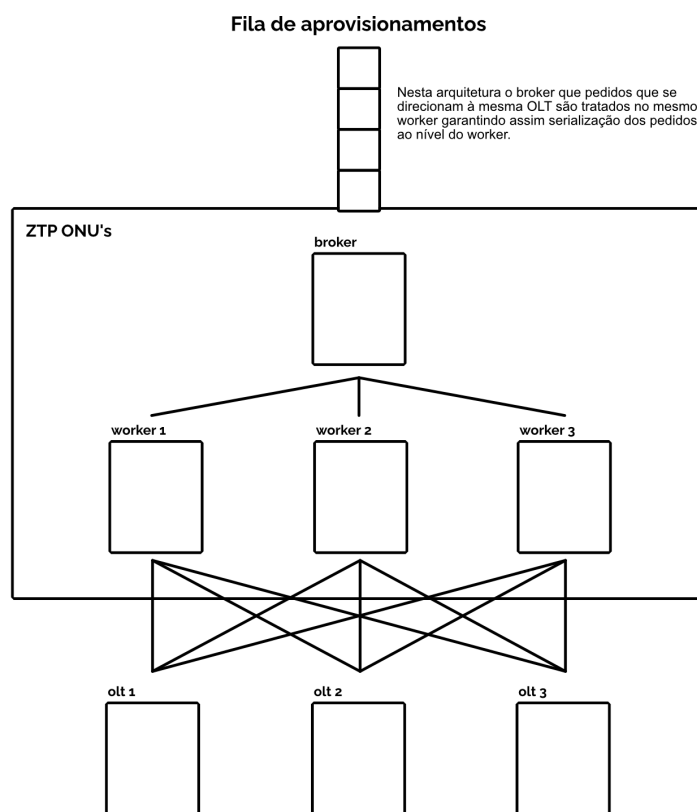 Fila de aprovisionamentos
Nesta arquitetura o broker que pedidos que se
direcionam à mesma OLT são tratados no mesmo
worker garantindo assim serialização dos pedidos
ao nível do worker.
ZTP ONU's
broker
worker 1
worker 2
worker 3
olt 1
olt 2
olt 3